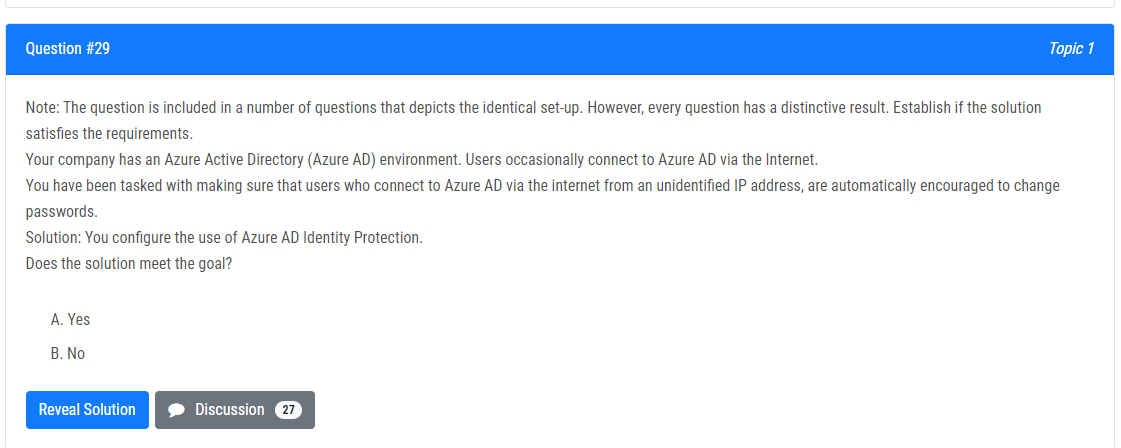 Question #29
Topic 1
Note: The question is included in a number of questions that depicts the identical set-up. However, every question has a distinctive result. Establish if the solution
satisfies the requirements.
Your company has an Azure Active Directory (Azure AD) environment. Users occasionally connect to Azure AD via the Internet.
You have been tasked with making sure that users who connect to Azure AD via the internet from an unidentified IP address, are automatically encouraged to change
passwords.
Solution: You configure the use of Azure AD Identity Protection.
Does the solution meet the goal?
A. Yes
B. No
Reveal Solution
Discussion 27